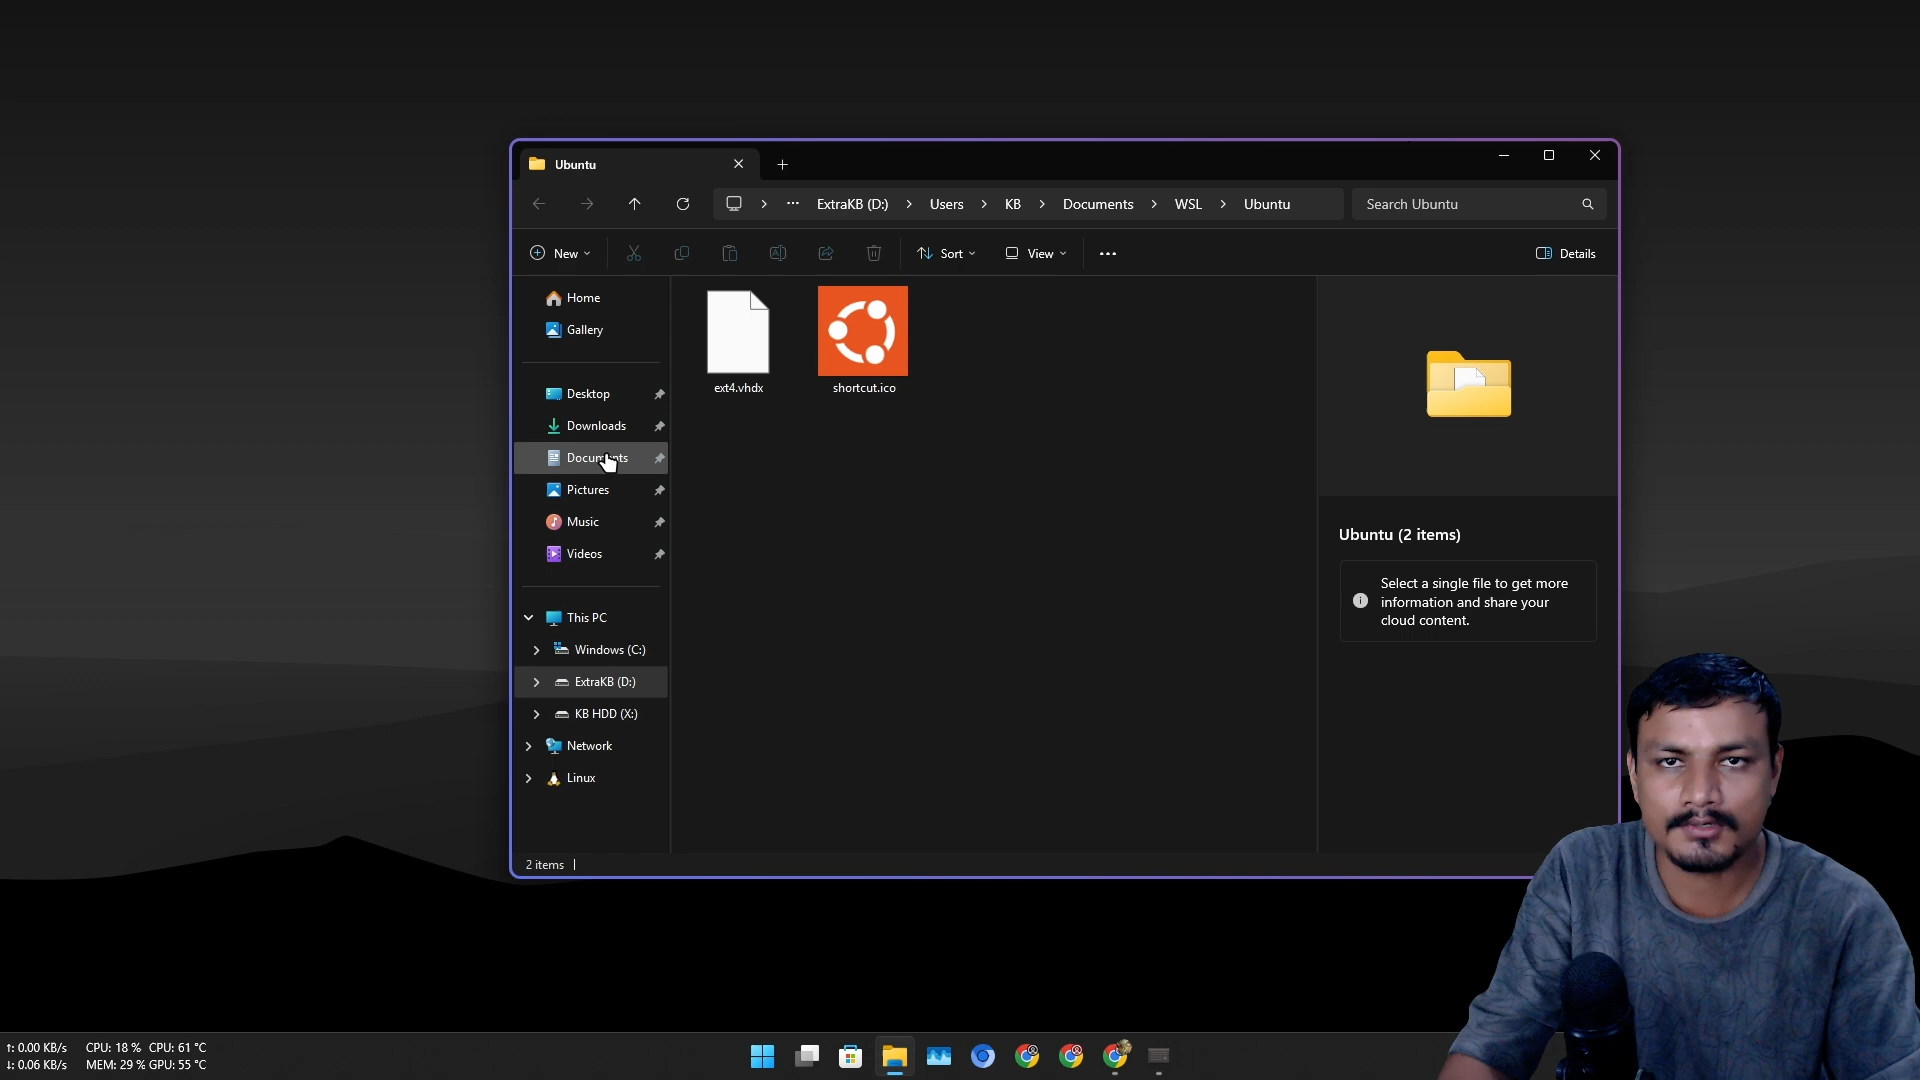 Ubuntu
ExtraKB (D:) Users KB Documents WSL Ubuntu
Search Ubuntu
New
Sort
View
Details
Home
Gallery
Desktop
Downloads
Documents
Pictures
Music
Videos
This PC
Windows (C:)
ExtraKB (D:)
KB HDD (X:)
Network
Linux
ext4.vhdx
shortcut.ico
Ubuntu (2 items)
Select a single file to get more
information and share your
cloud content.
2 items
↑: 0.00 KB/s CPU: 18 % CPU: 61 °C
↓: 0.06 KB/s MEM: 29 % GPU: 55 °C